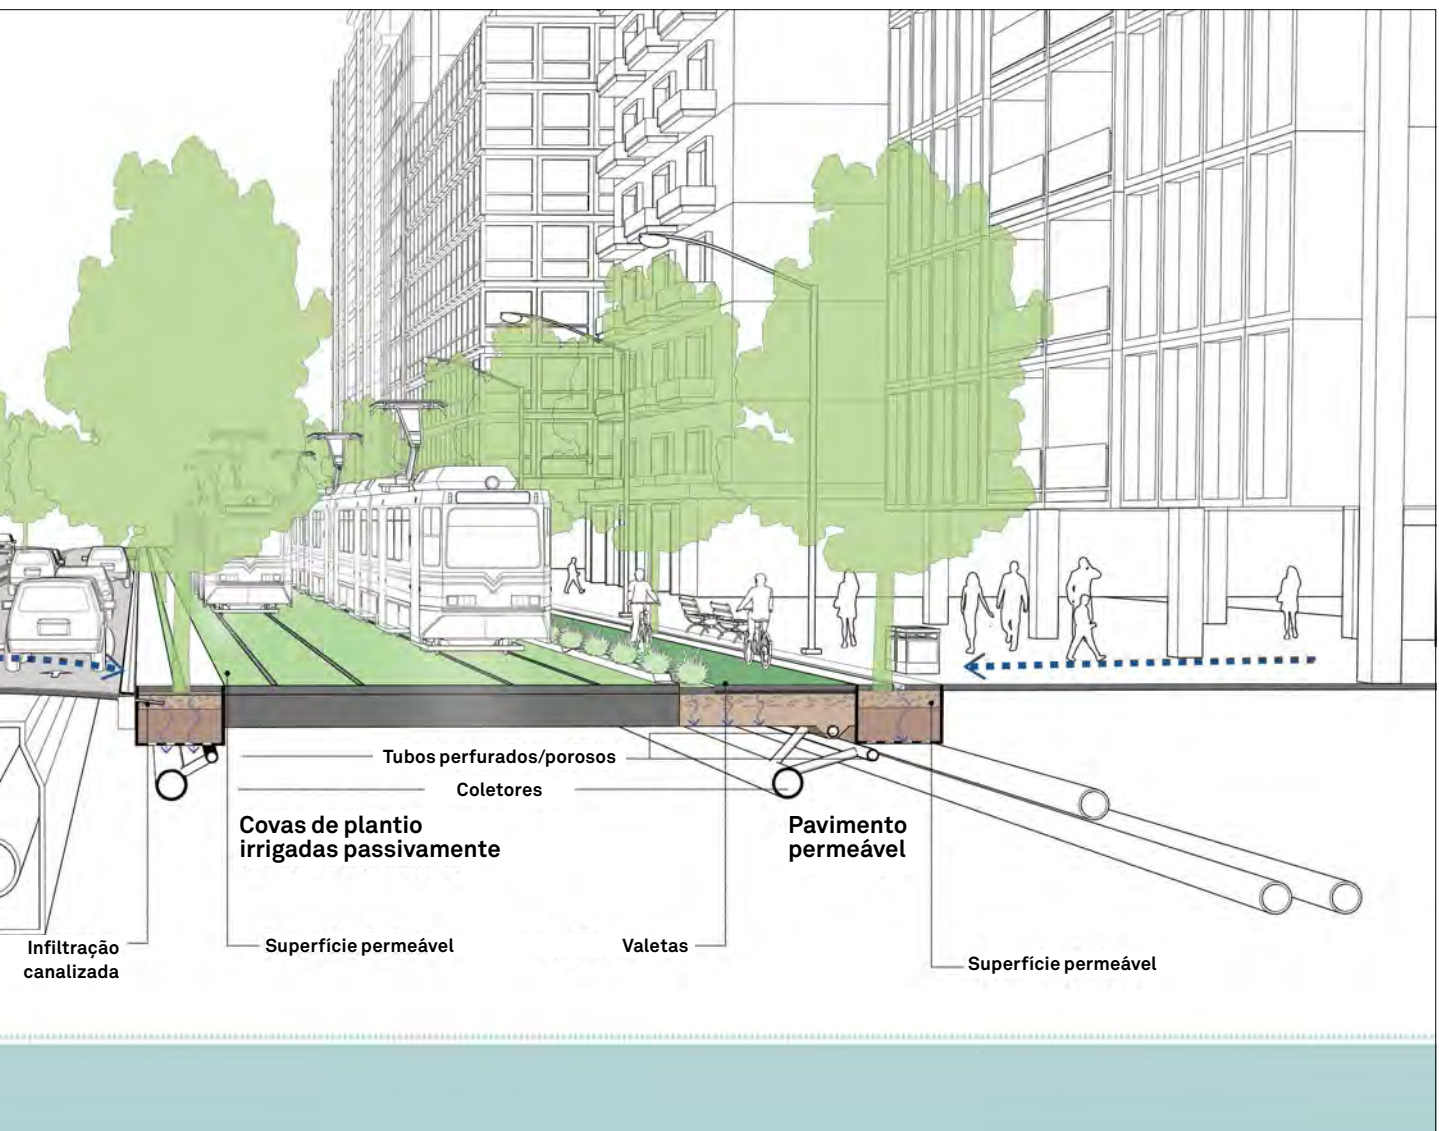 Tubos perfurados/porosos
Coletores
Covas de plantio
irrigadas passivamente
Pavimento
permeável
Infiltração
canalizada
Superfície permeável
Valetas
Superfície permeável